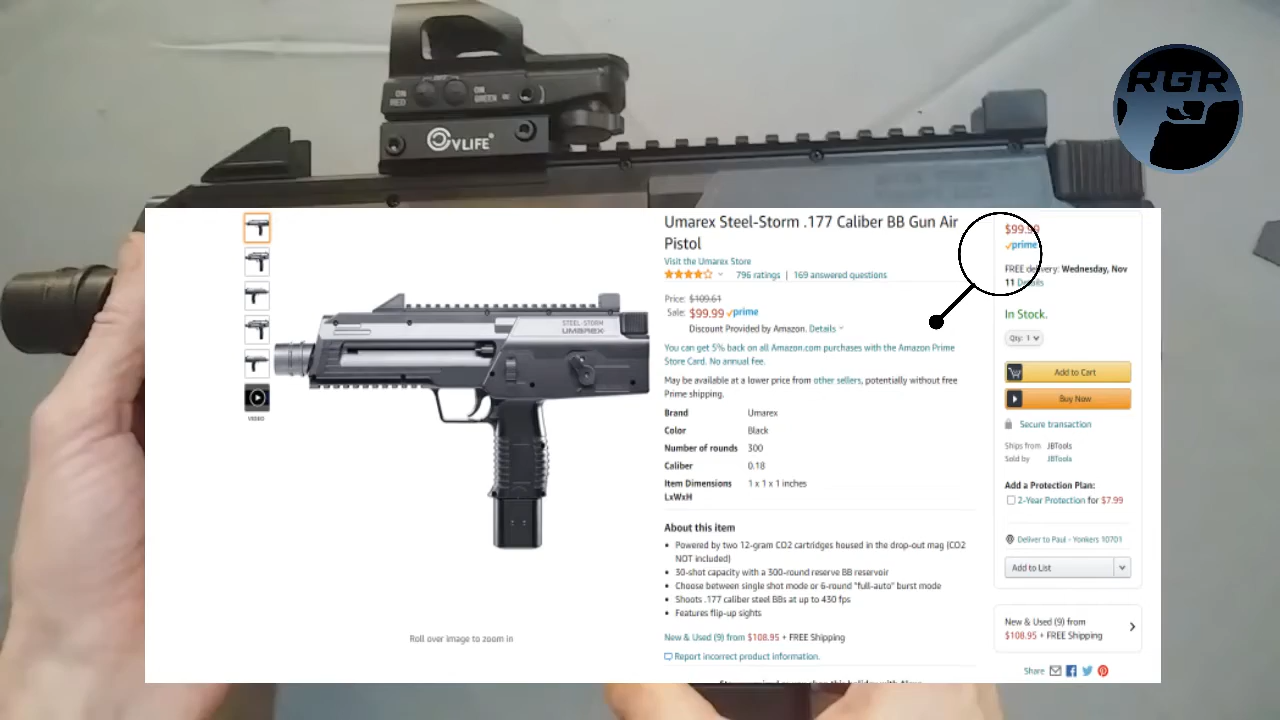 ON
RED
OFF
ON
GREEN
CVLIFE
RGR
Umarex Steel-Storm .177 Caliber BB Gun Air
Pistol
Visit the Umarex Store
796 ratings | 169 answered questions
Price: $109.61
Sale: $99.99 prime
Discount Provided by Amazon. Details
You can get 5% back on all Amazon.com purchases with the Amazon Prime
Store Card. No annual fee.
May be available at a lower price from other sellers, potentially without free
Prime shipping.
Brand Umarex
Color Black
Number of rounds 300
Caliber 0.18
Item Dimensions 1 x 1 x 1 inches
LxWxH
About this item
• Powered by two 12-gram CO2 cartridges housed in the drop-out mag (CO2
NOT included)
• 30-shot capacity with a 300-round reserve BB reservoir
• Choose between single shot mode or 6-round "full-auto" burst mode
• Shoots .177 caliber steel BBs at up to 430 fps
• Features flip-up sights
New & Used (9) from $108.95 + FREE Shipping
Report incorrect product information.
STEEL-STORM
UMAREX
VIDEO
Roll over image to zoom in
$99.99
prime
FREE delivery: Wednesday, Nov
11 Details
In Stock.
Qty: 1
Add to Cart
Buy Now
Secure transaction
Ships from JBTools
Sold by JBTools
Add a Protection Plan:
2-Year Protection for $7.99
Deliver to Paul - Yonkers 10701
Add to List
New & Used (9) from
$108.95 + FREE Shipping
Share